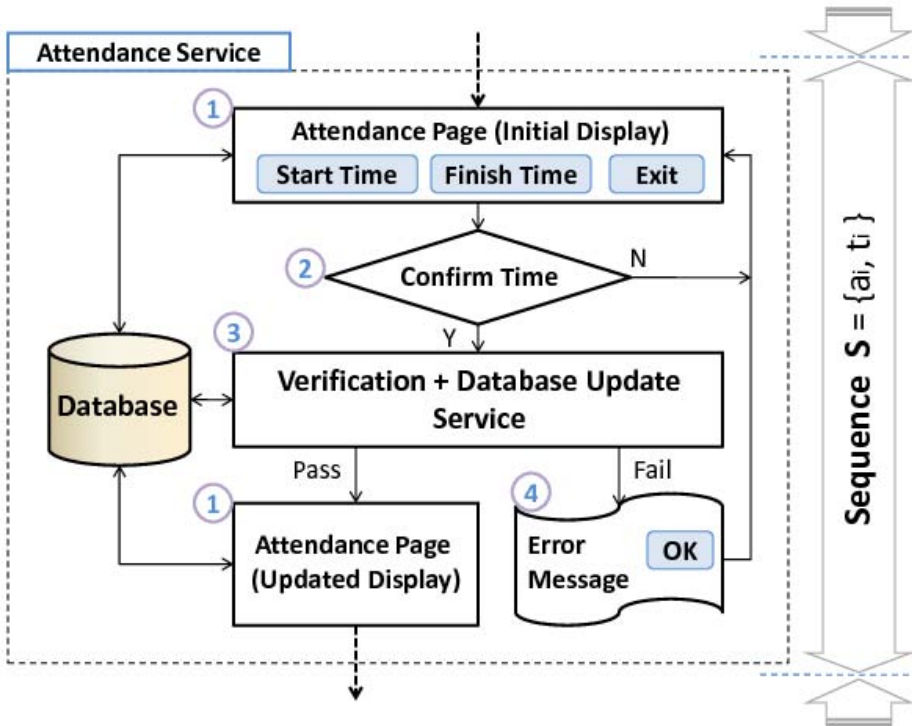 Attendance Service
1
Attendance Page (Initial Display)
Start Time
Finish Time
Exit
2
Confirm Time
N
Y
3
Verification + Database Update
Service
Database
Pass
Fail
1
Attendance Page
(Updated Display)
4
Error
Message
OK
Sequence S = {ai, ti}